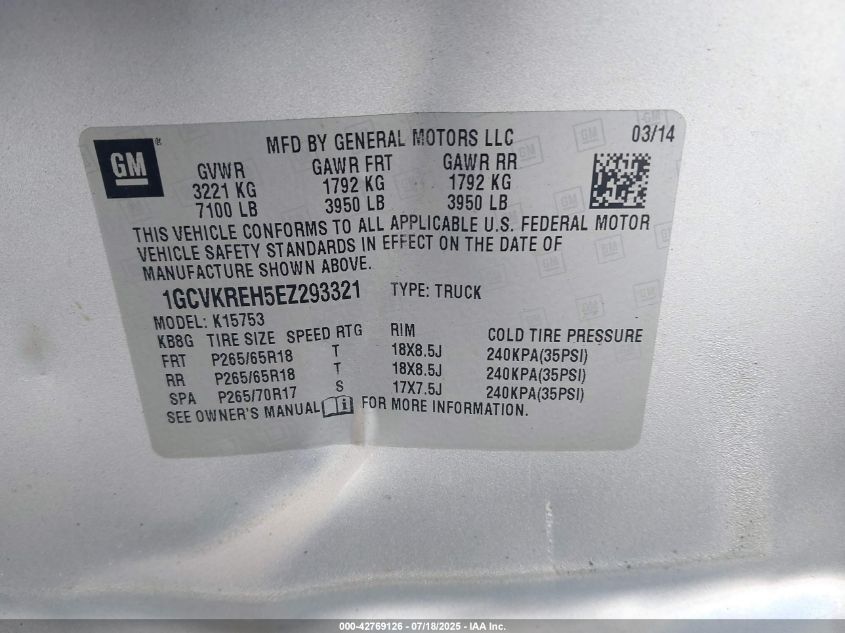 GM ®
MFD BY GENERAL MOTORS LLC 03/14
GVWR GAWR FRT GAWR RR
3221 KG 1792 KG 1792 KG
7100 LB 3950 LB 3950 LB
THIS VEHICLE CONFORMS TO ALL APPLICABLE U.S. FEDERAL MOTOR
VEHICLE SAFETY STANDARDS IN EFFECT ON THE DATE OF
MANUFACTURE SHOWN ABOVE.
1GCVKREH5EZ293321 TYPE: TRUCK
MODEL: K15753
KB8G TIRE SIZE SPEED RTG RIM COLD TIRE PRESSURE
FRT P265/65R18 T 18X8.5J 240KPA(35PSI)
RR P265/65R18 T 18X8.5J 240KPA(35PSI)
SPA P265/70R17 S 17X7.5J 240KPA(35PSI)
SEE OWNER'S MANUAL FOR MORE INFORMATION.
000-42769126 - 07/18/2025 - IAA Inc.